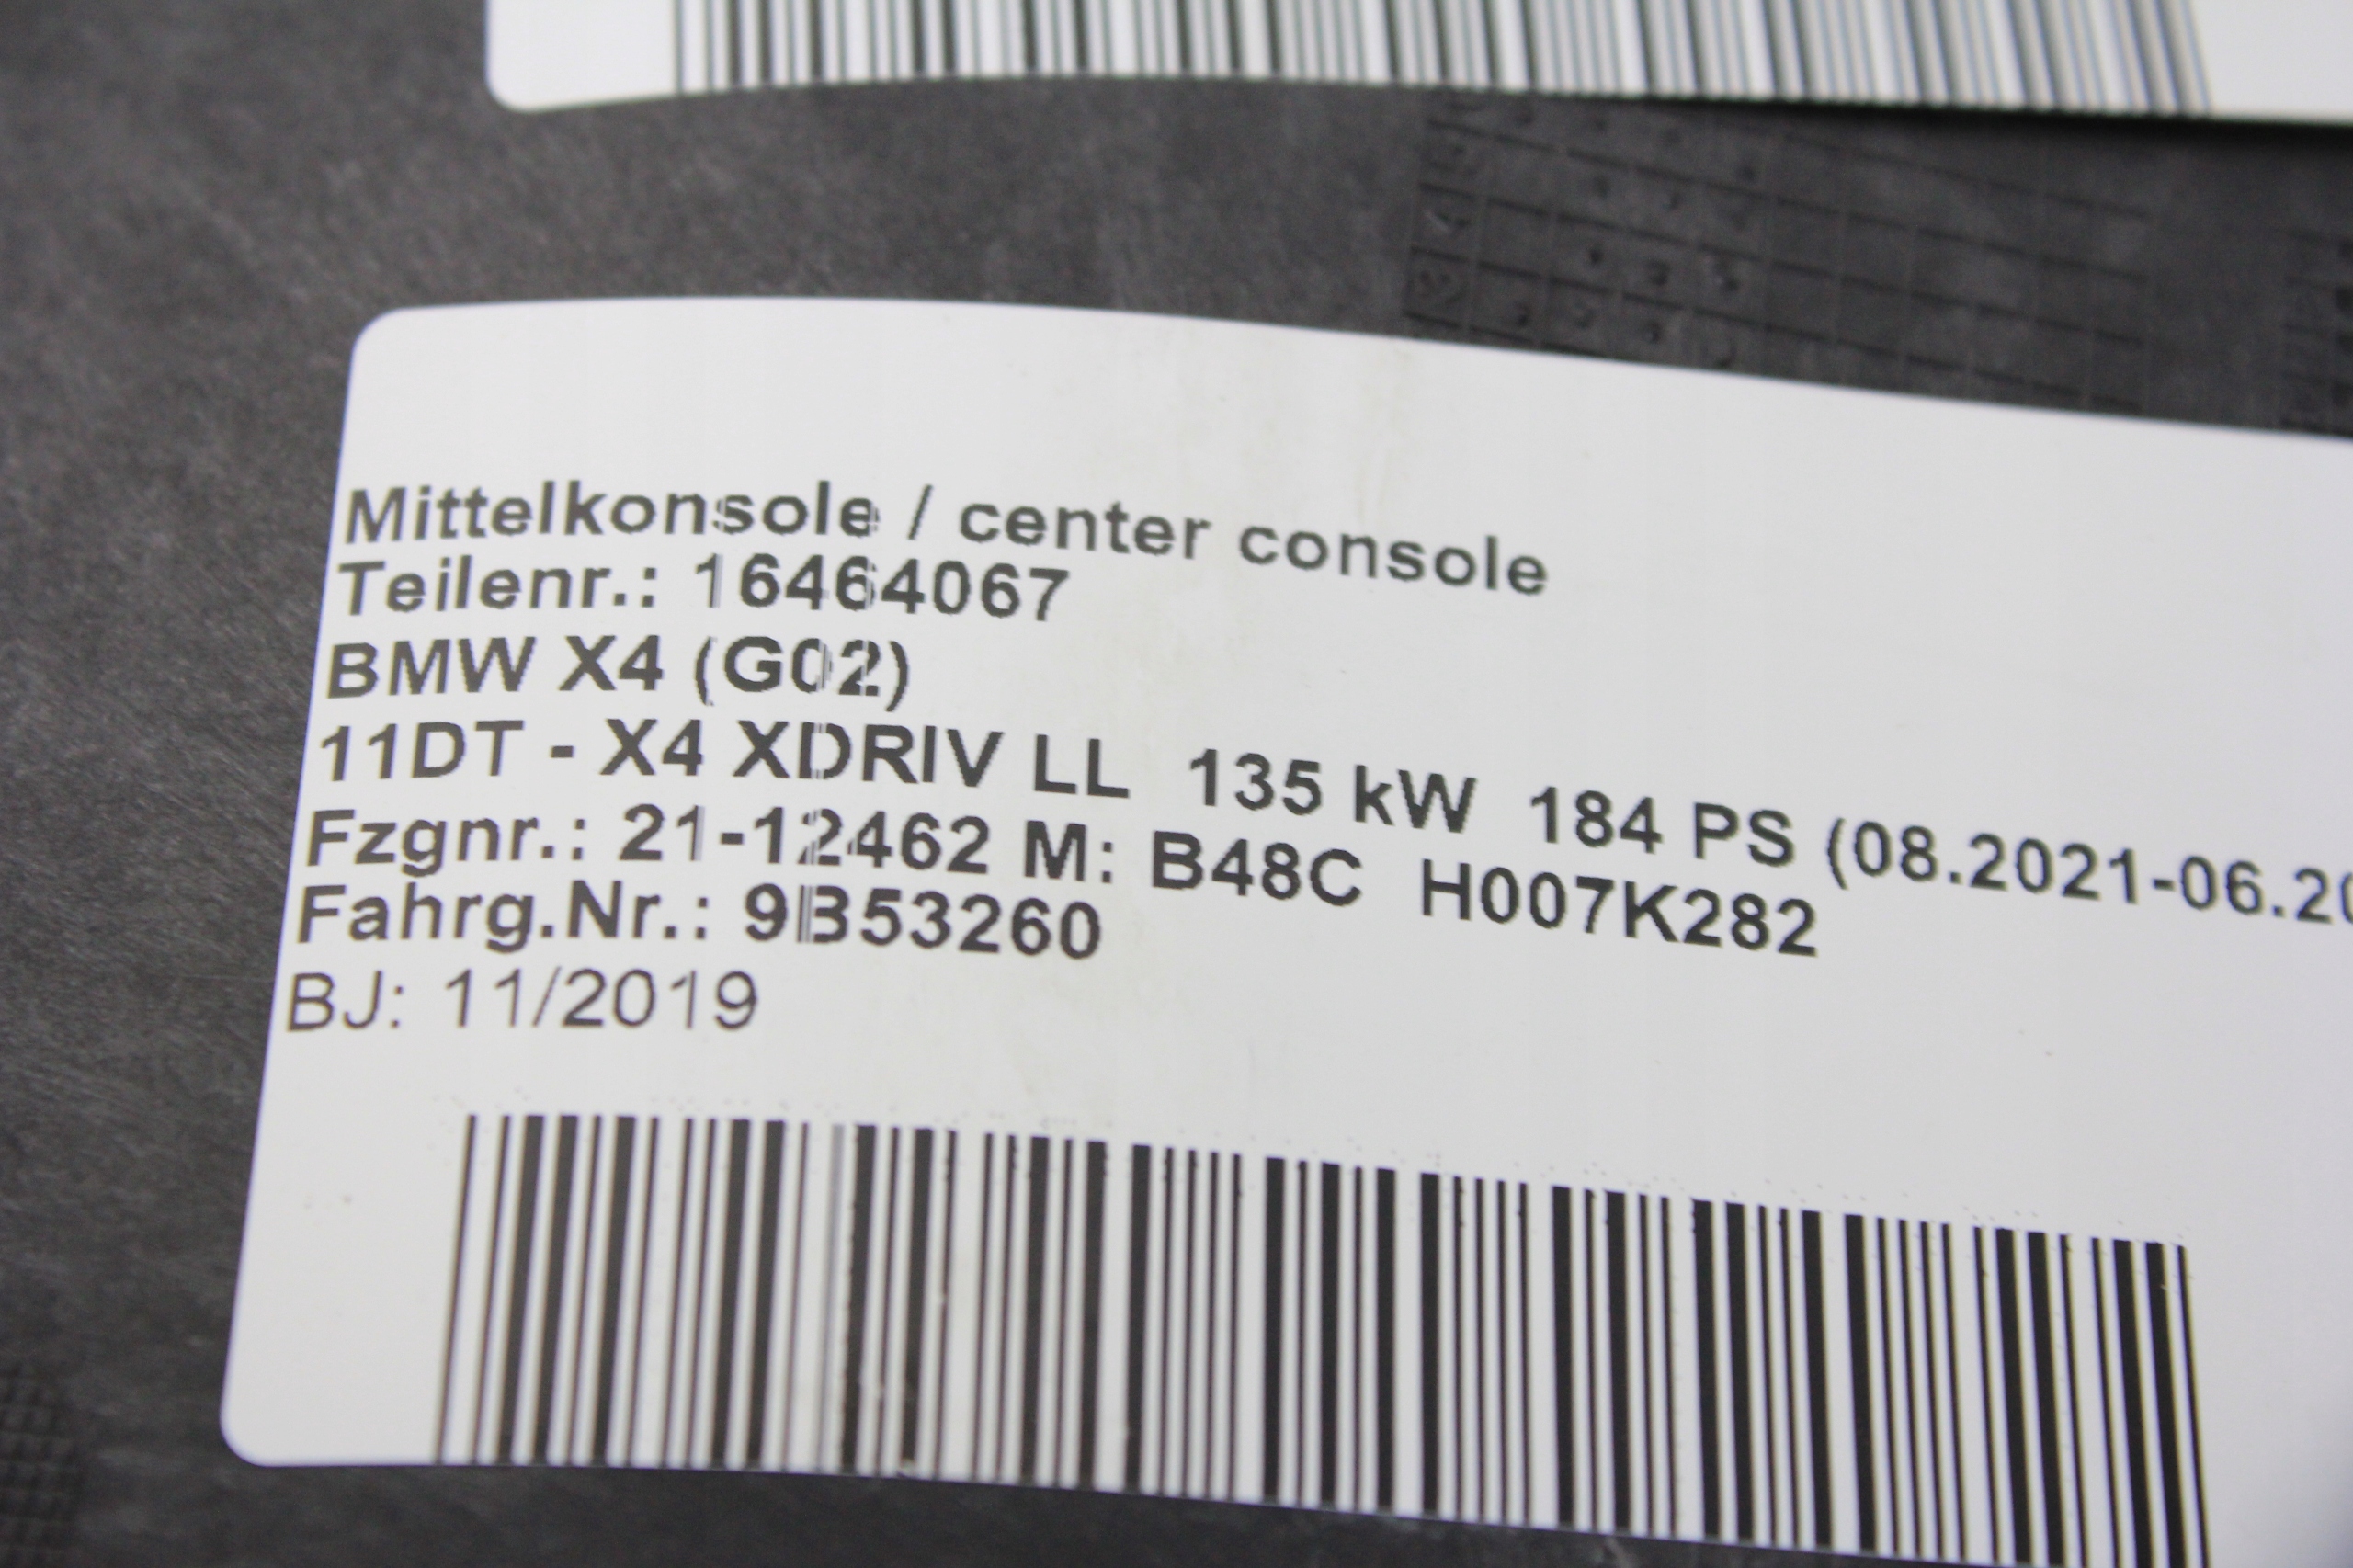 Mittelkonsole / center console
Teilenr.: 16464067
BMW X4 (G02)
11DT - X4 XDRIV LL 135 kW 184 PS (08.2021-06.20
Fzgnr.: 21-12462 M: B48C H007K282
Fahrg.Nr.: 9B53260
BJ: 11/2019